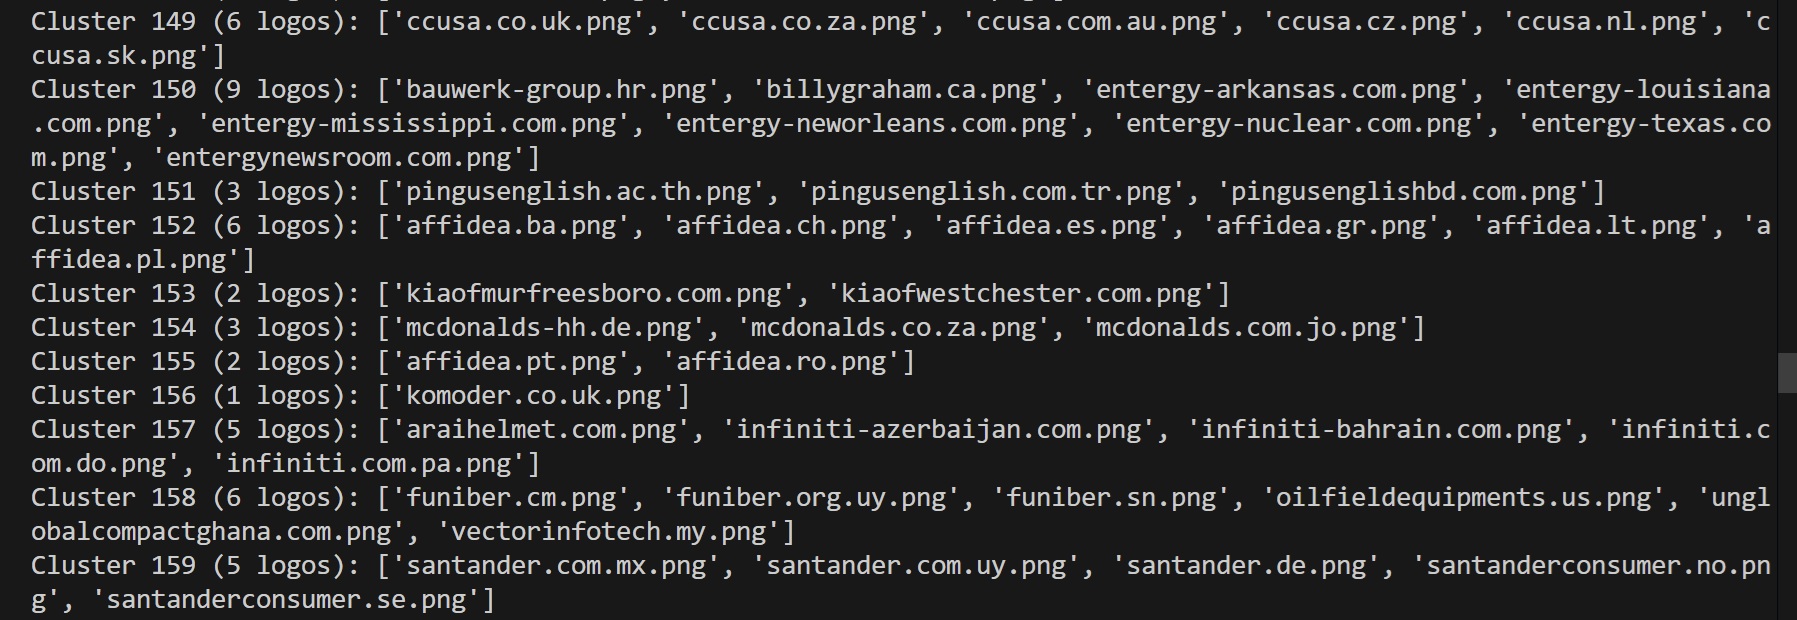 Cluster 149 (6 logos): ['ccusa.co.uk.png', 'ccusa.co.za.png', 'ccusa.com.au.png', 'ccusa.cz.png', 'ccusa.nl.png', 'c
cusa.sk.png']
Cluster 150 (9 logos): ['bauwerk-group.hr.png', 'billygraham.ca.png', 'entergy-arkansas.com.png', 'entergy-louisiana
.com.png', 'entergy-mississippi.com.png', 'entergy-neworleans.com.png', 'entergy-nuclear.com.png', 'entergy-texas.co
m.png', 'entergynewsroom.com.png']
Cluster 151 (3 logos): ['pingusenglish.ac.th.png', 'pingusenglish.com.tr.png', 'pingusenglishbd.com.png']
Cluster 152 (6 logos): ['affidea.ba.png', 'affidea.ch.png', 'affidea.es.png', 'affidea.gr.png', 'affidea.lt.png', 'a
ffidea.pl.png']
Cluster 153 (2 logos): ['kiaofmurfreesboro.com.png', 'kiaofwestchester.com.png']
Cluster 154 (3 logos): ['mcdonalds-hh.de.png', 'mcdonalds.co.za.png', 'mcdonalds.com.jo.png']
Cluster 155 (2 logos): ['affidea.pt.png', 'affidea.ro.png']
Cluster 156 (1 logos): ['komoder.co.uk.png']
Cluster 157 (5 logos): ['araihelmet.com.png', 'infiniti-azerbaijan.com.png', 'infiniti-bahrain.com.png', 'infiniti.c
om.do.png', 'infiniti.com.pa.png']
Cluster 158 (6 logos): ['funiber.cm.png', 'funiber.org.uy.png', 'funiber.sn.png', 'oilfieldequipments.us.png', 'ungl
obalcompactghana.com.png', 'vectorinfotech.my.png']
Cluster 159 (5 logos): ['santander.com.mx.png', 'santander.com.uy.png', 'santander.de.png', 'santanderconsumer.no.pn
g', 'santanderconsumer.se.png']